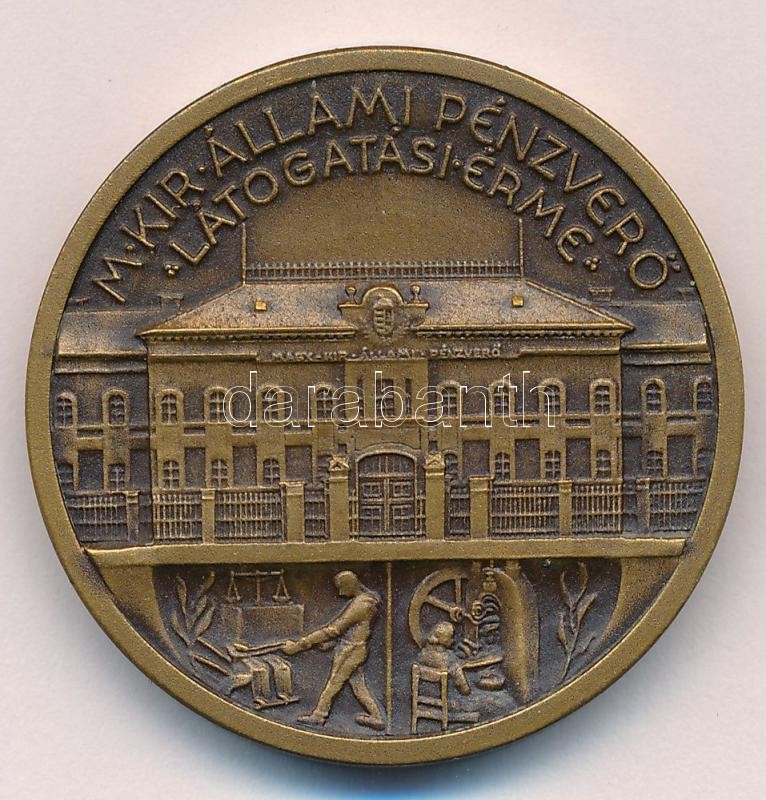 M·KIR·ÁLLAMI PÉNZVERŐ
LÁTOGATÁSI·ÉRME
MAGY·KIR·ÁLLAMI·PÉNZVERŐ
darabanth